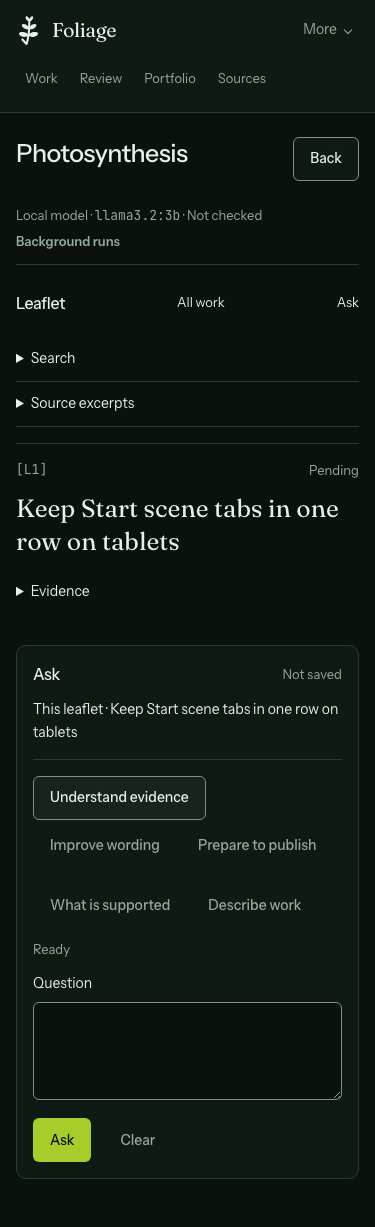 Foliage
More
Work Review Portfolio Sources
Photosynthesis
Back
Local model · llama3.2:3b · Not checked
Background runs
Leaflet All work Ask
Search
Source excerpts
[L1] Pending
Keep Start scene tabs in one
row on tablets
Evidence
Ask Not saved
This leaflet · Keep Start scene tabs in one row on
tablets
Understand evidence
Improve wording Prepare to publish
What is supported Describe work
Ready
Question
Ask Clear